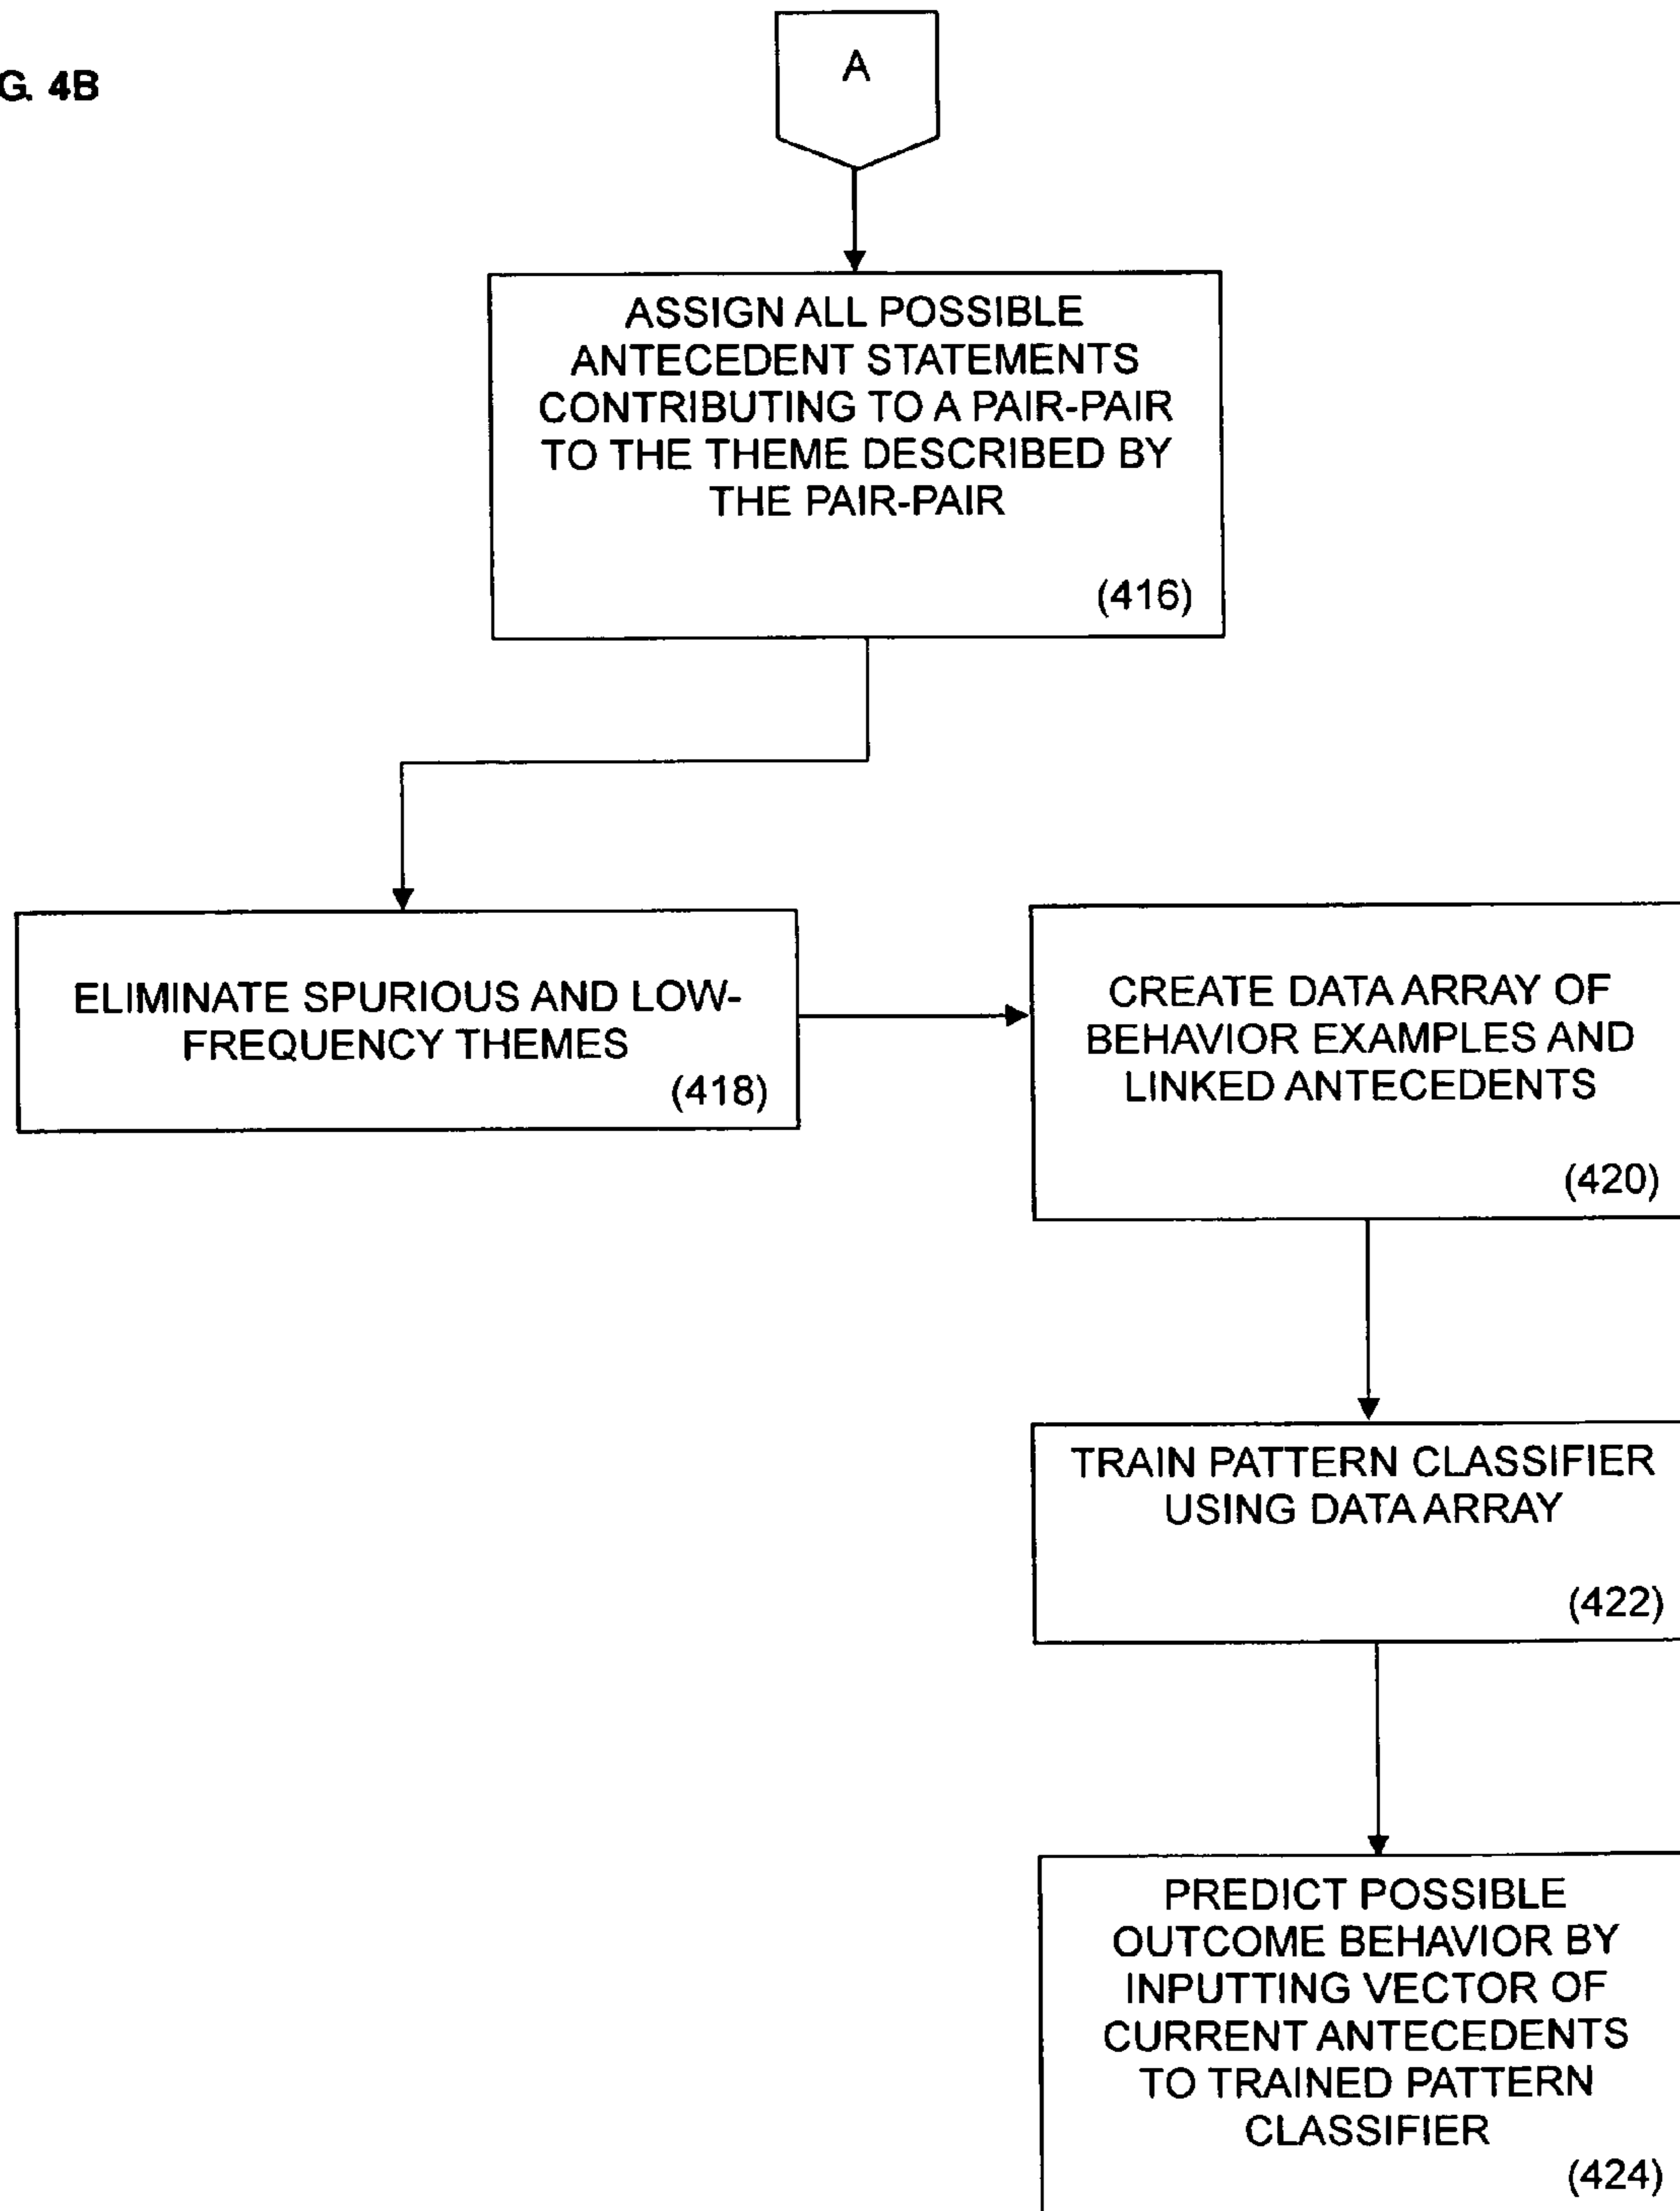 G. 4B
A
ASSIGN ALL POSSIBLE
ANTECEDENT STATEMENTS
CONTRIBUTING TO A PAIR-PAIR
TO THE THEME DESCRIBED BY
THE PAIR-PAIR
(416)
ELIMINATE SPURIOUS AND LOW-
FREQUENCY THEMES
(418)
CREATE DATA ARRAY OF
BEHAVIOR EXAMPLES AND
LINKED ANTECEDENTS
(420)
TRAIN PATTERN CLASSIFIER
USING DATA ARRAY
(422)
PREDICT POSSIBLE
OUTCOME BEHAVIOR BY
INPUTTING VECTOR OF
CURRENT ANTECEDENTS
TO TRAINED PATTERN
CLASSIFIER
(424)